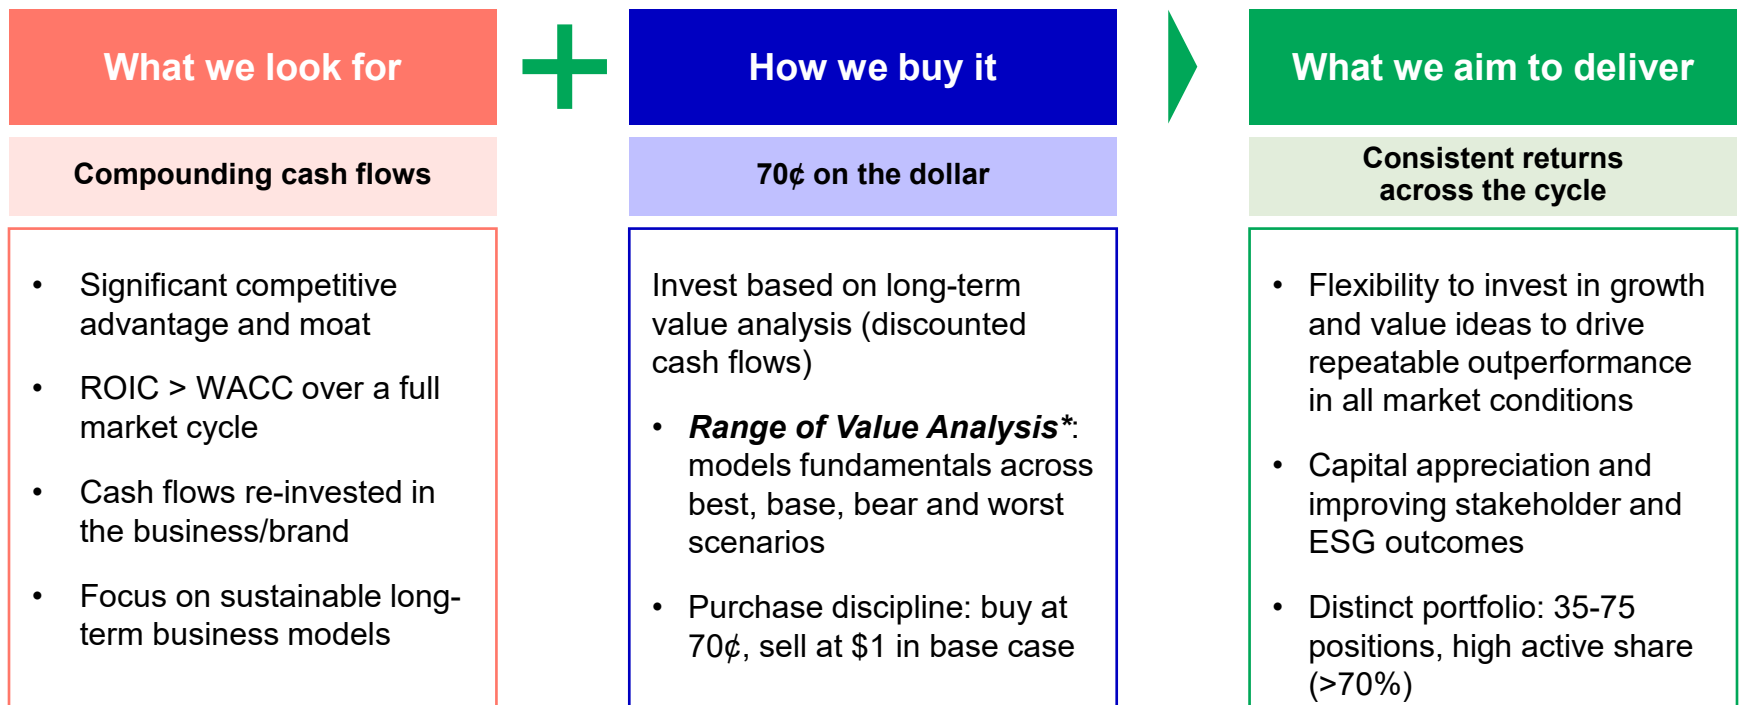 What we look for
Compounding cash flows
• Significant competitive
advantage and moat
• ROIC > WACC over a full
market cycle
• Cash flows re-invested in
the business/brand
• Focus on sustainable long-
term business models
How we buy it
70¢ on the dollar
Invest based on long-term
value analysis (discounted
cash flows)
• Range of Value Analysis*:
models fundamentals across
best, base, bear and worst
scenarios
• Purchase discipline: buy at
70¢, sell at $1 in base case
What we aim to deliver
Consistent returns
across the cycle
• Flexibility to invest in growth
and value ideas to drive
repeatable outperformance
in all market conditions
• Capital appreciation and
improving stakeholder and
ESG outcomes
• Distinct portfolio: 35-75
positions, high active share
(>70%)